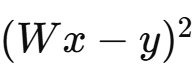 (Wx − y)²